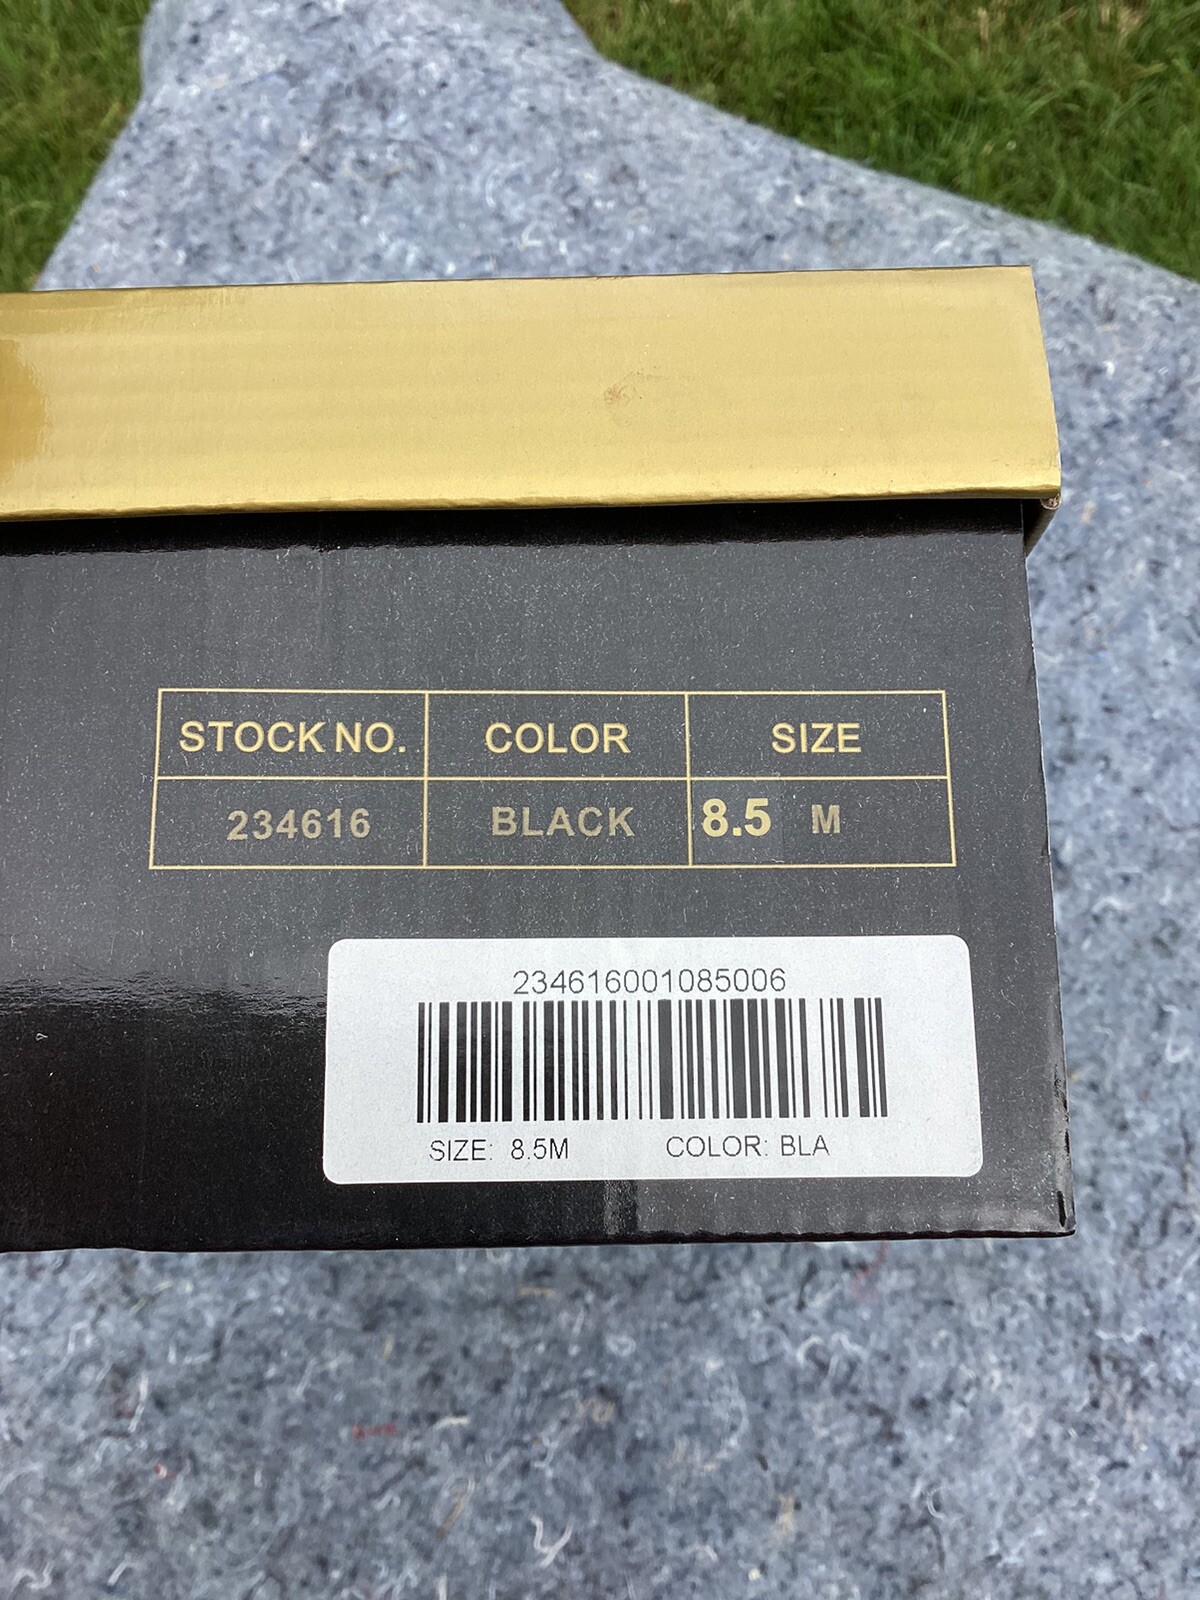 STOCK NO. COLOR SIZE
234616 BLACK 8.5 M
234616001085006
SIZE: 8.5M COLOR: BLA